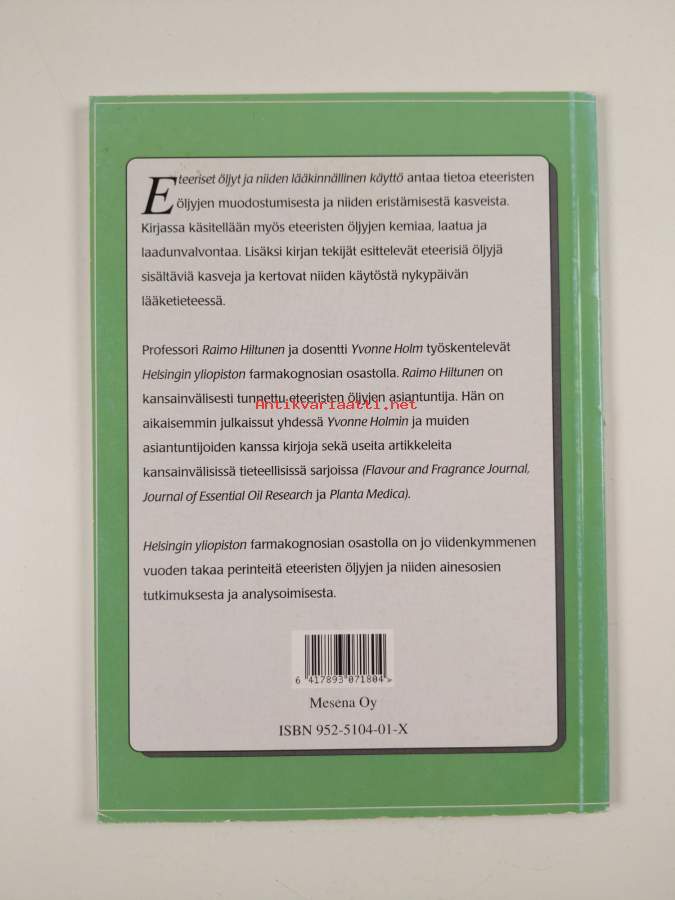 Eteeriset öljyt ja niiden lääkinnällinen käyttö antaa tietoa eteeristen
öljyjen muodostumisesta ja niiden eristämisestä kasveista.
Kirjassa käsitellään myös eteeristen öljyjen kemiaa, laatua ja
laadunvalvontaa. Lisäksi kirjan tekijät esittelevät eteerisiä öljyjä
sisältäviä kasveja ja kertovat niiden käytöstä nykypäivän
lääketieteessä.
Professori Raimo Hiltunen ja dosentti Yvonne Holm työskentelevät
Helsingin yliopiston farmakognosian osastolla. Raimo Hiltunen on
kansainvälisesti tunnettu eteeristen öljyjen asiantuntija. Hän on
Antikvariaatti.net
aikaisemmin julkaissut yhdessä Yvonne Holmin ja muiden
asiantuntijoiden kanssa kirjoja sekä useita artikkeleita
kansainvälisissä tieteellisissä sarjoissa (Flavour and Fragrance Journal,
Journal of Essential Oil Research ja Planta Medica).
Helsingin yliopiston farmakognosian osastolla on jo viidenkymmenen
vuoden takaa perinteitä eteeristen öljyjen ja niiden ainesosien
tutkimuksesta ja analysoimisesta.
6 417893 071804 >
Mesena Oy
ISBN 952-5104-01-X